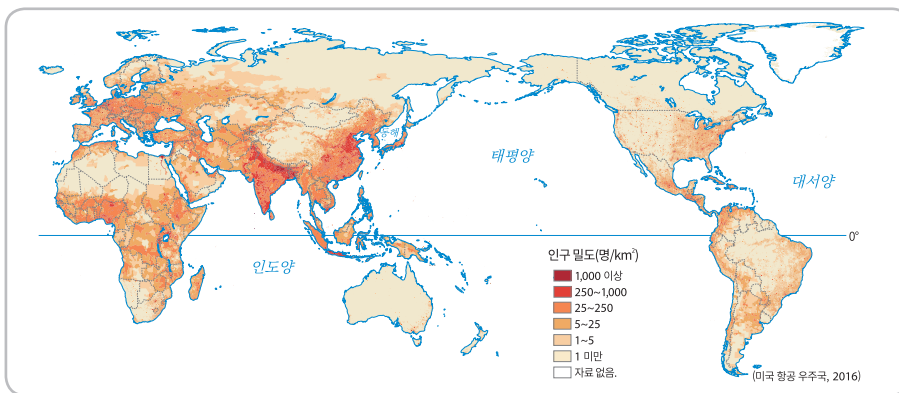 동해
태평양
대서양
0°
인도양
인구 밀도(명/km²)
1,000 이상
250~1,000
25~250
5~25
1~5
1 미만
자료 없음.
(미국 항공 우주국, 2016)